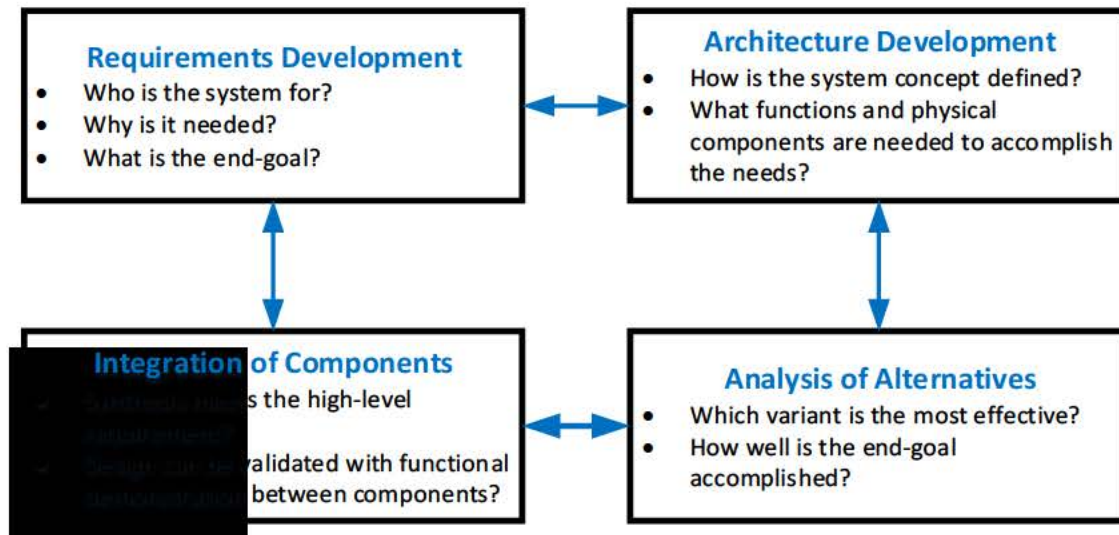 Requirements Development
• Who is the system for?
• Why is it needed?
• What is the end-goal?
Architecture Development
• How is the system concept defined?
• What functions and physical
components are needed to accomplish
the needs?
Integration of Components
the high-level
validated with functional
between components?
Analysis of Alternatives
• Which variant is the most effective?
• How well is the end-goal
accomplished?